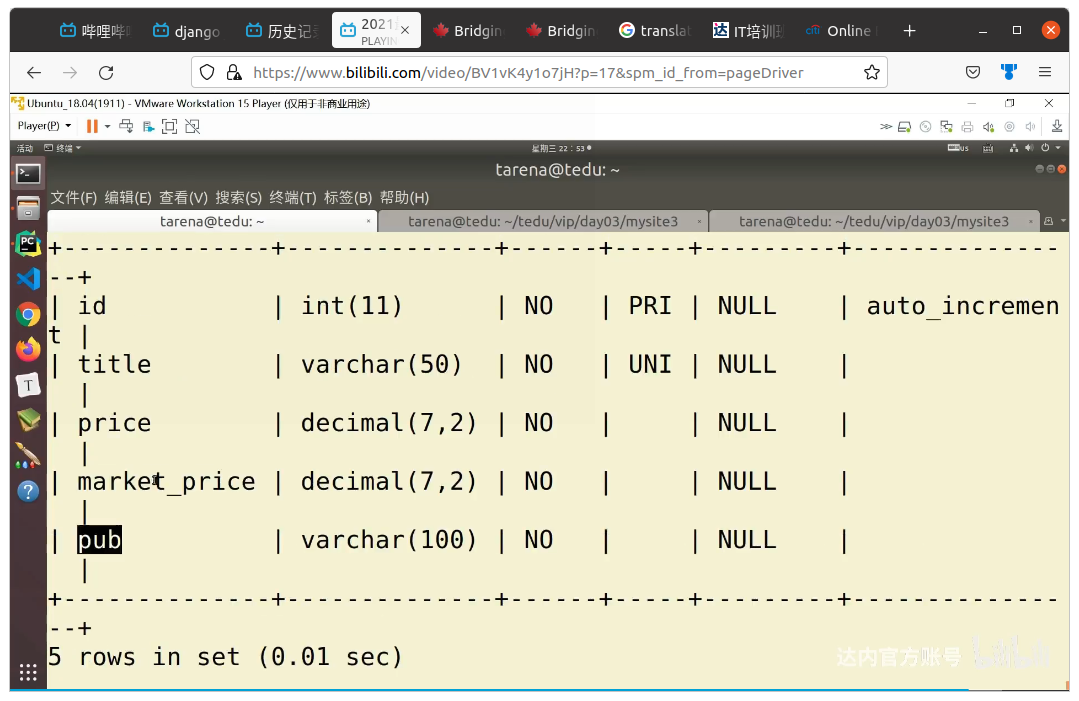 哔哩哔哩
django
历史记录
2021
PLAYIN
Bridgin
Bridgin
translat
达 IT培训班
citi Online
https://www.bilibili.com/video/BV1vK4y1o7jH?p=17&spm_id_from=pageDriver
Ubuntu_18.04(1911) - VMware Workstation 15 Player (仅用于非商业用途)
Player(P)
活动 终端 星期三 22:53
tarena@tedu: ~
文件(F) 编辑(E) 查看(V) 搜索(S) 终端(T) 标签(B) 帮助(H)
tarena@tedu: ~ × tarena@tedu: ~/tedu/vip/day03/mysite3 tarena@tedu: ~/tedu/vip/day03/mysite3
+--------------+--------------+------+-----+---------+--------------
--+
| id           | int(11)      | NO   | PRI | NULL    | auto_incremen
t |
| title        | varchar(50)  | NO   | UNI | NULL    |
  |
| price        | decimal(7,2) | NO   |     | NULL    |
  |
| market_price | decimal(7,2) | NO   |     | NULL    |
  |
| pub          | varchar(100) | NO   |     | NULL    |
  |
+--------------+--------------+------+-----+---------+--------------
--+
5 rows in set (0.01 sec)
达内官方账号